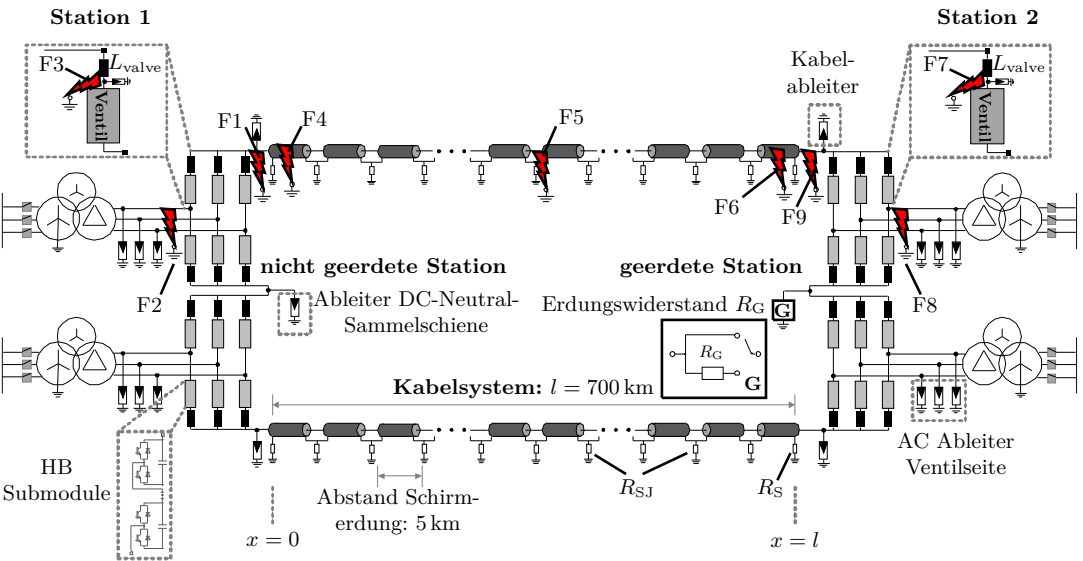 Station 1
Station 2
F3
L_valve
Ventil
F7
L_valve
Ventil
Kabel-
ableiter
F1
F4
F5
F6
F9
F2
nicht geerdete Station
geerdete Station
F8
Ableiter DC-Neutral-
Sammelschiene
Erdungswiderstand R_G
G
R_G
G
Kabelsystem: l = 700 km
HB
Submodule
Abstand Schirm-
erdung: 5 km
R_SJ
R_S
AC Ableiter
Ventilseite
x = 0
x = l